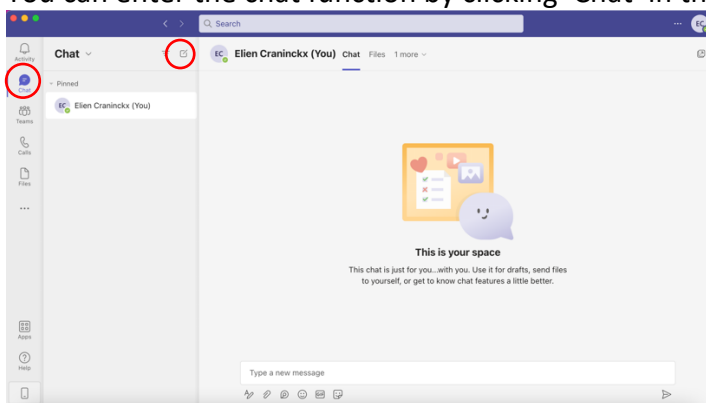 You can enter the chat function by clicking 'Chat' in th
Search
EC
Activity
Chat
Teams
Calls
Files
Apps
Help
Chat
Pinned
EC Elien Craninckx (You)
EC Elien Craninckx (You) Chat Files 1 more
This is your space
This chat is just for you...with you. Use it for drafts, send files
to yourself, or get to know chat features a little better.
Type a new message
GIF